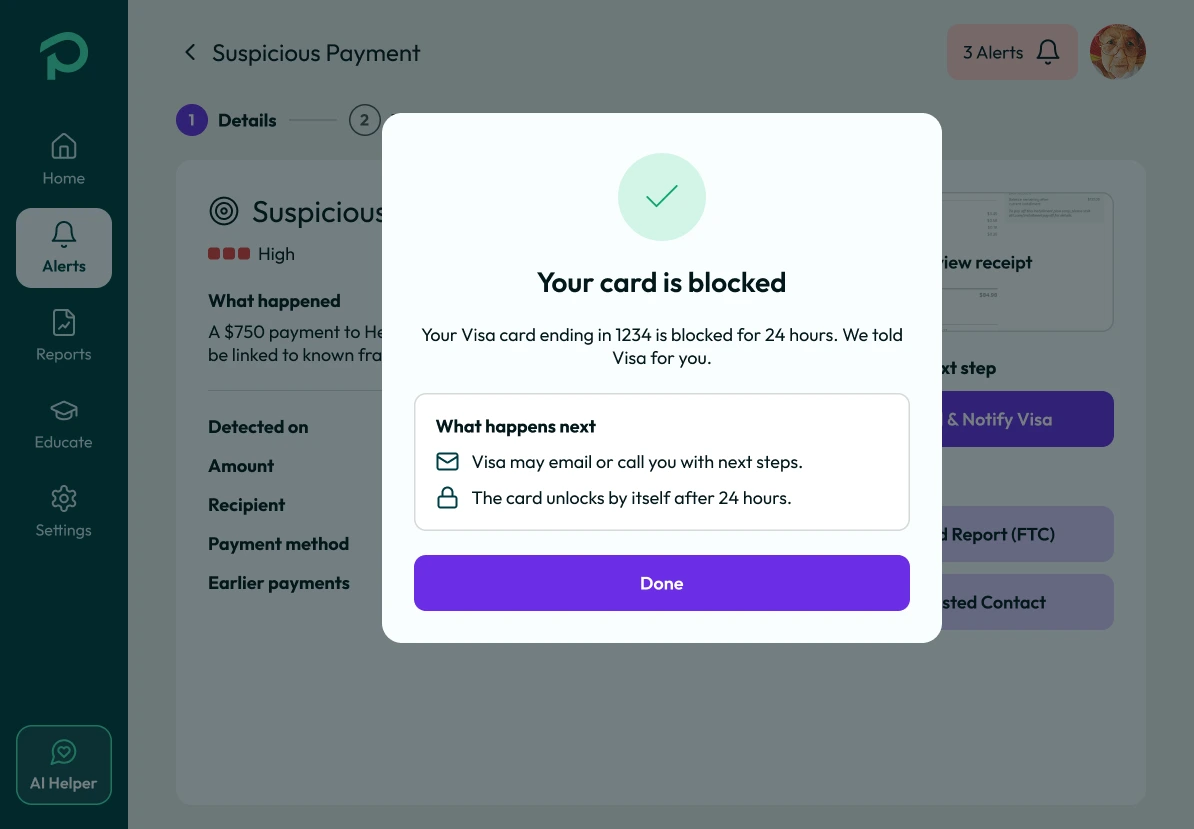 Suspicious Payment
3 Alerts
1 Details 2
Home
Alerts
Reports
Educate
Settings
AI Helper
Suspicious
High
What happened
A $750 payment to He
be linked to known fra
Detected on
Amount
Recipient
Payment method
Earlier payments
Your card is blocked
Your Visa card ending in 1234 is blocked for 24 hours. We told
Visa for you.
What happens next
Visa may email or call you with next steps.
The card unlocks by itself after 24 hours.
Done
iew receipt
$94.98
xt step
& Notify Visa
d Report (FTC)
sted Contact